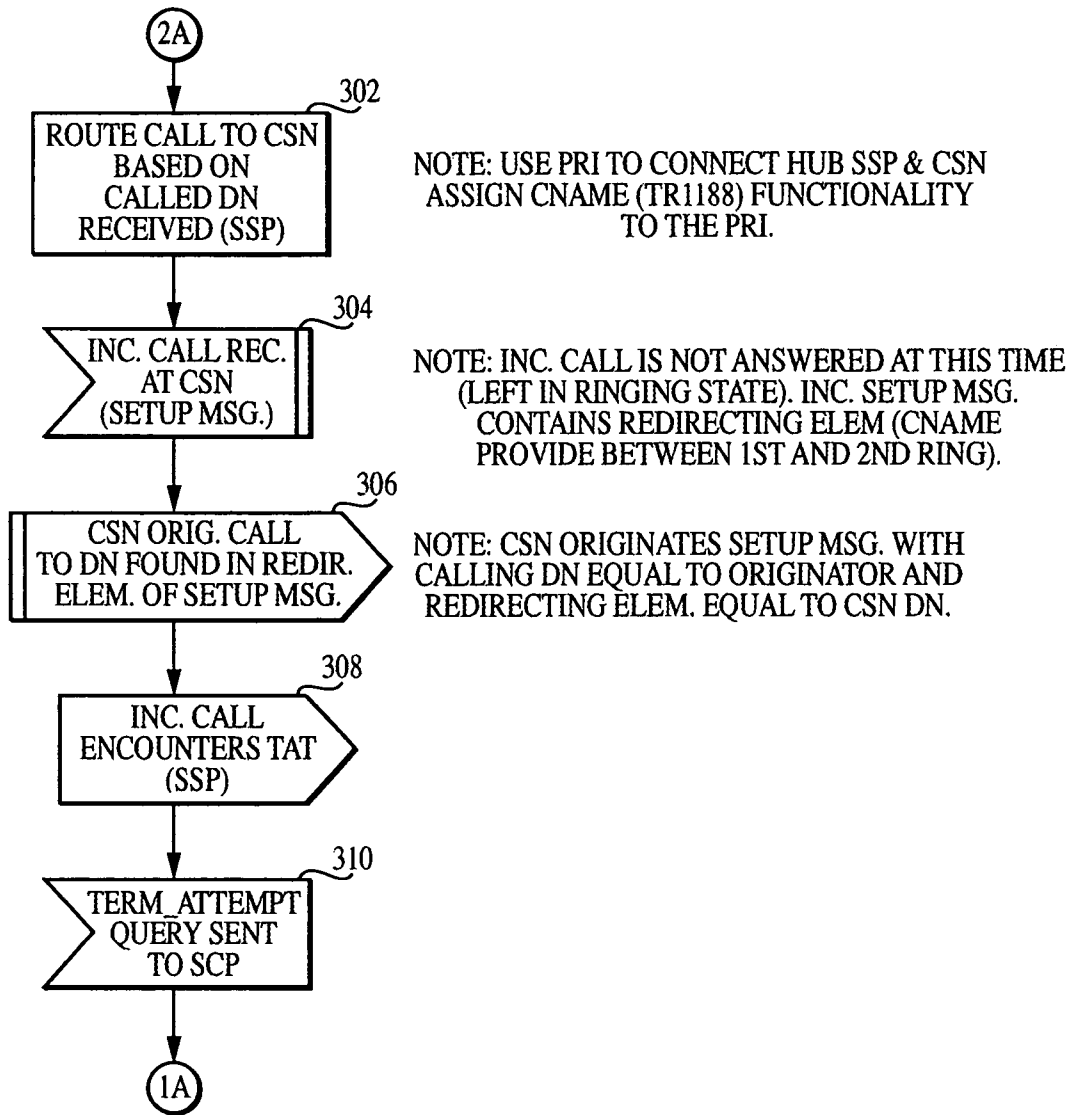 2A
302
ROUTE CALL TO CSN
BASED ON
CALLED DN
RECEIVED (SSP)
NOTE: USE PRI TO CONNECT HUB SSP & CSN
ASSIGN CNAME (TR1188) FUNCTIONALITY
TO THE PRI.
304
INC. CALL REC.
AT CSN
(SETUP MSG.)
NOTE: INC. CALL IS NOT ANSWERED AT THIS TIME
(LEFT IN RINGING STATE). INC. SETUP MSG.
CONTAINS REDIRECTING ELEM (CNAME
PROVIDE BETWEEN 1ST AND 2ND RING).
306
CSN ORIG. CALL
TO DN FOUND IN REDIR.
ELEM. OF SETUP MSG.
NOTE: CSN ORIGINATES SETUP MSG. WITH
CALLING DN EQUAL TO ORIGINATOR AND
REDIRECTING ELEM. EQUAL TO CSN DN.
308
INC. CALL
ENCOUNTERS TAT
(SSP)
310
TERM_ATTEMPT
QUERY SENT
TO SCP
1A